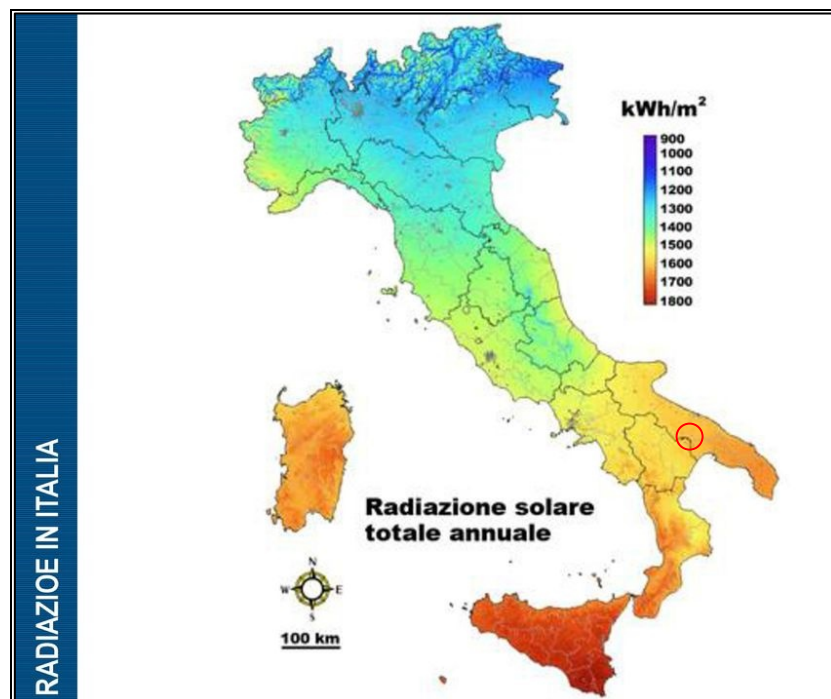 RADIAZIOE IN ITALIA
kWh/m²
900
1000
1100
1200
1300
1400
1500
1600
1700
1800
Radiazione solare
totale annuale
N
W E
S
100 km